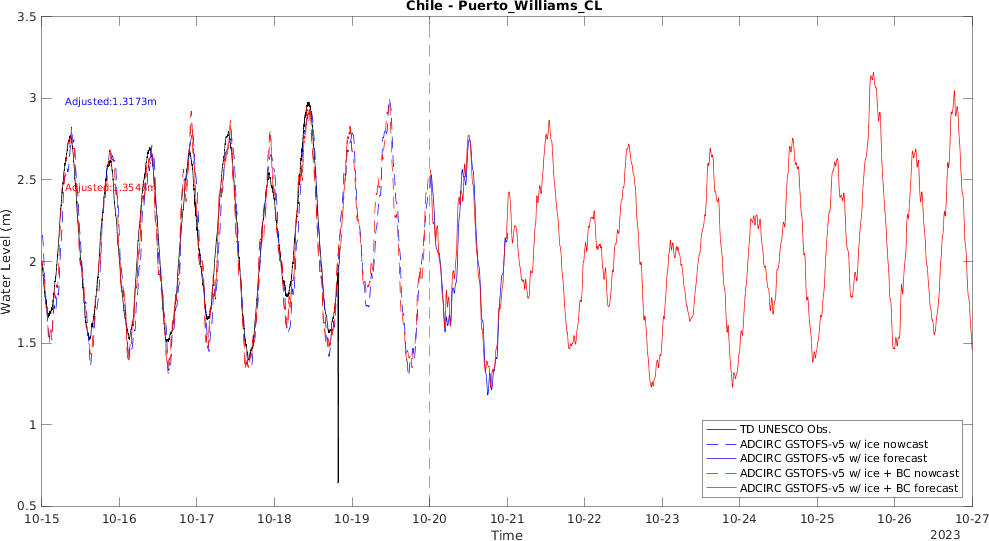 Chile - Puerto_Williams_CL
3.5
3
2.5
2
1.5
1
0.5
Water Level (m)
Adjusted:1.3173m
TD UNESCO Obs.
ADCIRC GSTOFS-v5 w/ ice nowcast
ADCIRC GSTOFS-v5 w/ ice forecast
ADCIRC GSTOFS-v5 w/ ice + BC nowcast
ADCIRC GSTOFS-v5 w/ ice + BC forecast
10-15 10-16 10-17 10-18 10-19 10-20 10-21 10-22 10-23 10-24 10-25 10-26 10-27
Time
2023